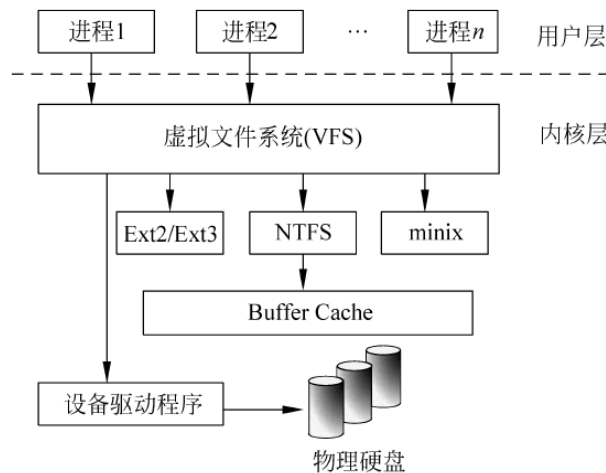 进程1 进程2 … 进程n 用户层
虚拟文件系统(VFS) 内核层
Ext2/Ext3 NTFS minix
Buffer Cache
设备驱动程序
物理硬盘